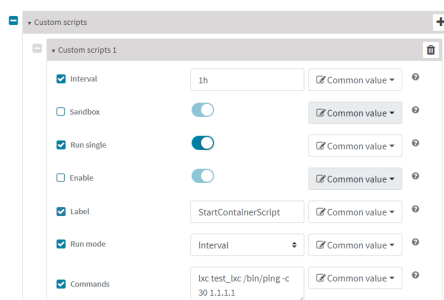 Custom scripts
Custom scripts 1
Interval 1h Common value
Sandbox Common value
Run single Common value
Enable Common value
Label StartContainerScript Common value
Run mode Interval Common value
Commands lxc test_lxc /bin/ping -c Common value
30 1.1.1.1